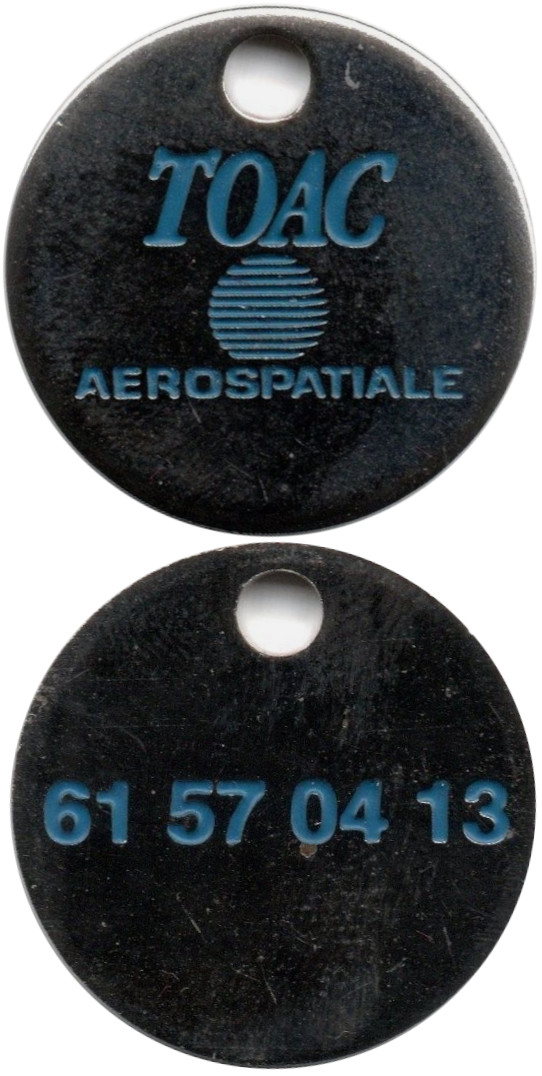 TOAC
AEROSPATIALE
61 57 04 13